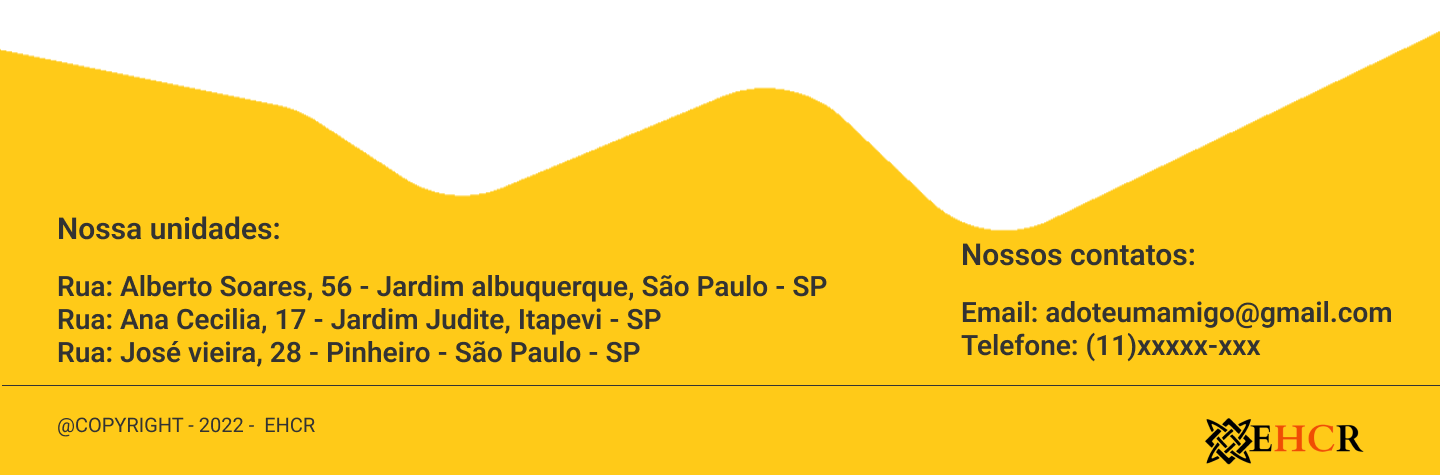 Nossa unidades:
Rua: Alberto Soares, 56 - Jardim albuquerque, São Paulo - SP
Rua: Ana Cecilia, 17 - Jardim Judite, Itapevi - SP
Rua: José vieira, 28 - Pinheiro - São Paulo - SP
Nossos contatos:
Email: adoteumamigo@gmail.com
Telefone: (11)xxxxx-xxx
@COPYRIGHT - 2022 - EHCR
EHCR